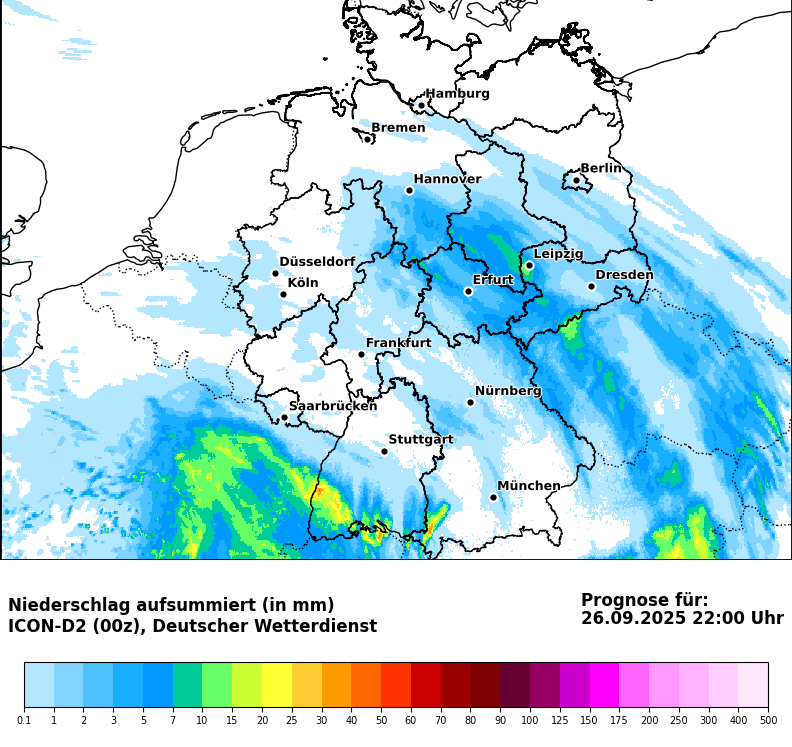 Hamburg
Bremen
Berlin
Hannover
Leipzig
Düsseldorf
Dresden
Köln
Erfurt
Frankfurt
Nürnberg
Saarbrücken
Stuttgart
München
Niederschlag aufsummiert (in mm)
ICON-D2 (00z), Deutscher Wetterdienst
Prognose für:
26.09.2025 22:00 Uhr
0.1 1 2 3 5 7 10 15 20 25 30 40 50 60 70 80 90 100 125 150 175 200 250 300 400 500